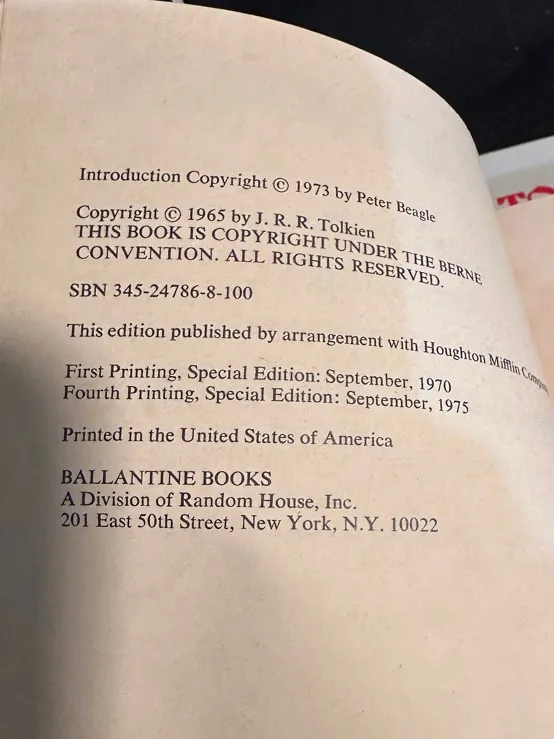 Introduction Copyright © 1973 by Peter Beagle
Copyright © 1965 by J. R. R. Tolkien
THIS BOOK IS COPYRIGHT UNDER THE BERNE
CONVENTION. ALL RIGHTS RESERVED.
SBN 345-24786-8-100
This edition published by arrangement with Houghton Mifflin Company
First Printing, Special Edition: September, 1970
Fourth Printing, Special Edition: September, 1975
Printed in the United States of America
BALLANTINE BOOKS
A Division of Random House, Inc.
201 East 50th Street, New York, N.Y. 10022